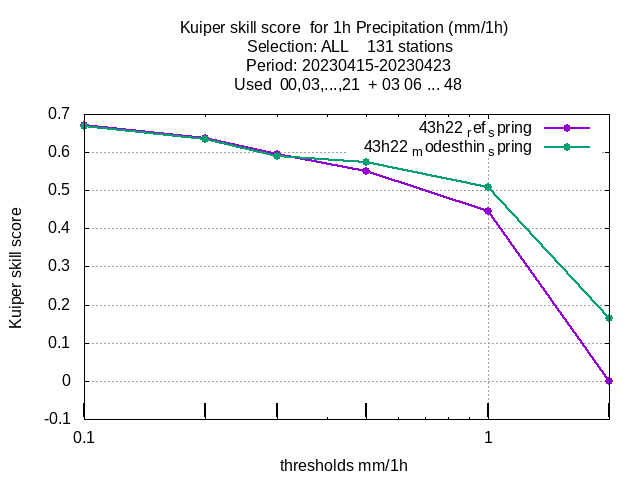 Kuiper skill score  for 1h Precipitation (mm/1h)
Selection: ALL    131 stations
Period: 20230415-20230423
Used  00,03,...,21  + 03 06 ... 48
0.7
0.6
0.5
0.4
0.3
0.2
0.1
0
-0.1
Kuiper skill score
43h22 ref spring
43h22 modesthin spring
0.1
1
thresholds mm/1h